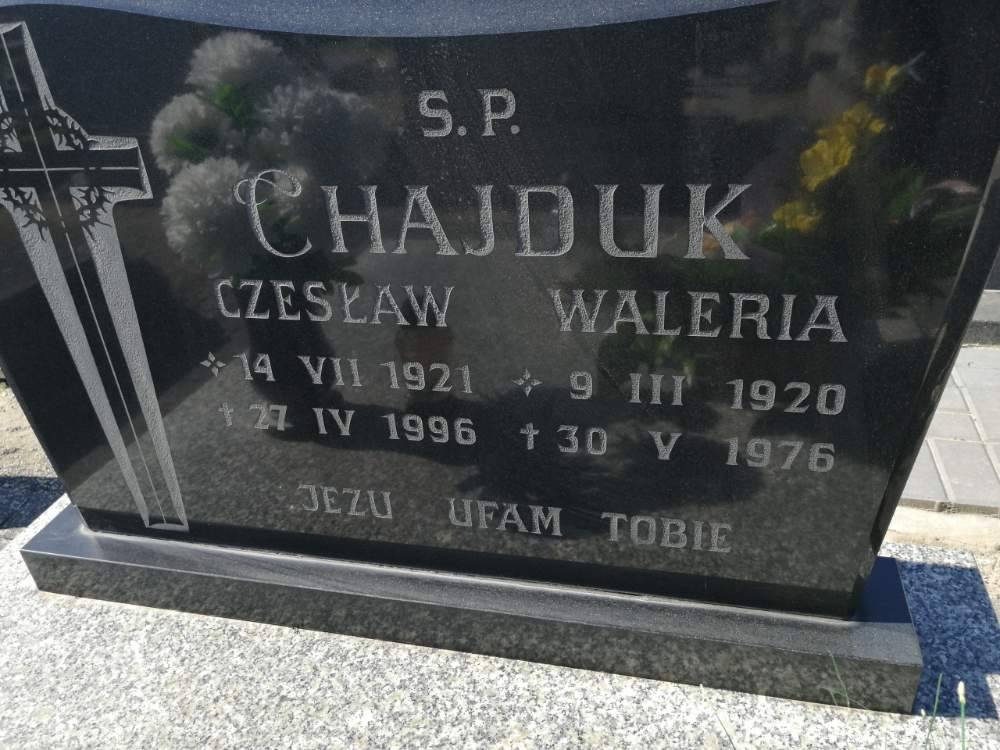 S.P.
CHAJDUK
CZESŁAW WALERIA
14 VII 1921 9 III 1920
✝ 27 IV 1996 ✝ 30 V 1976
JEZU UFAM TOBIE